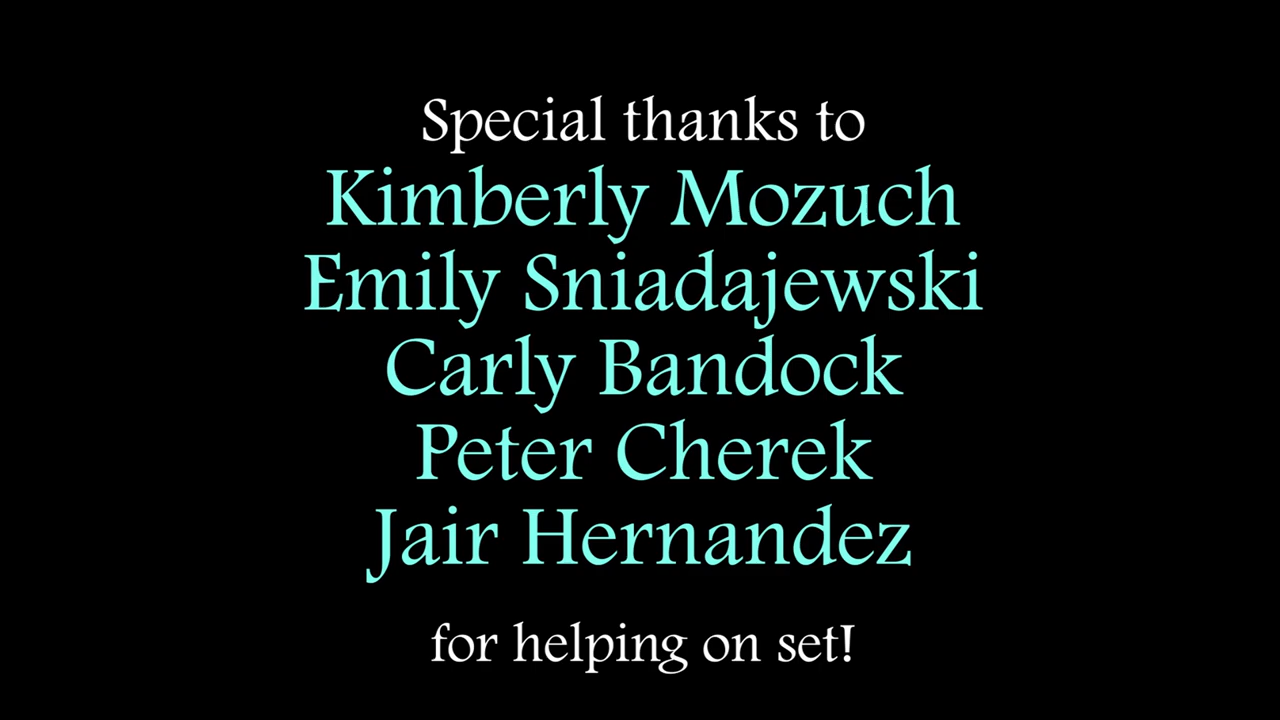 Special thanks to
Kimberly Mozuch
Emily Sniadajewski
Carly Bandock
Peter Cherek
Jair Hernandez
for helping on set!